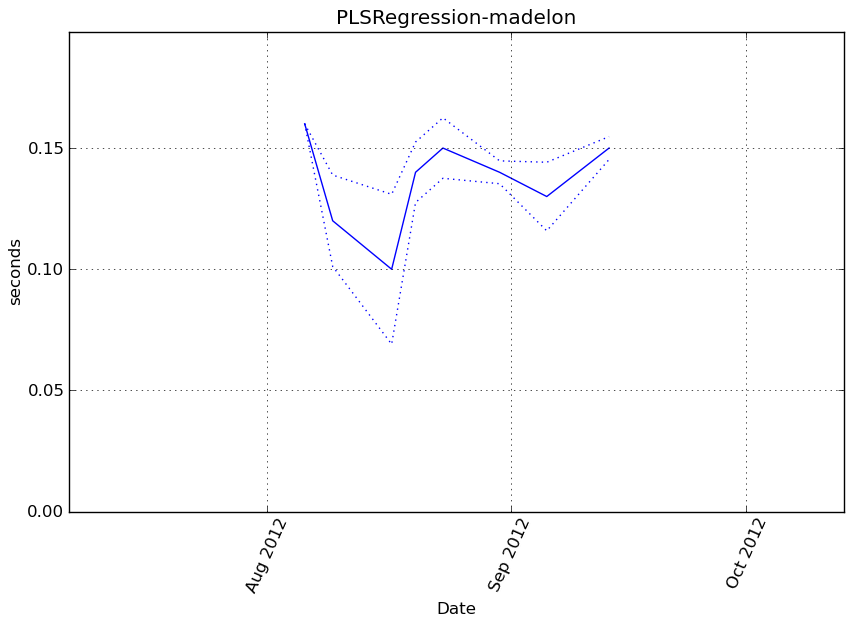 PLSRegression-madelon
seconds
0.15
0.10
0.05
0.00
Aug 2012
Sep 2012
Oct 2012
Date